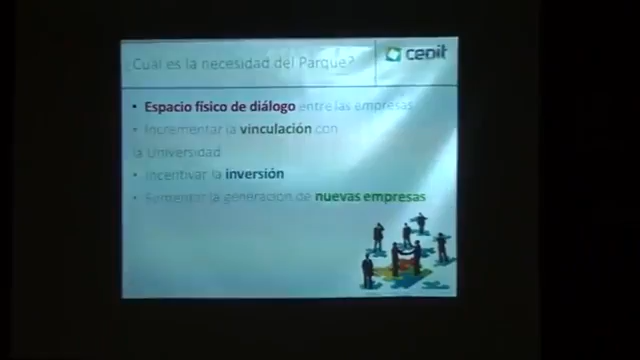 ¿Cuál es la necesidad del Parque?
cenit
• Espacio físico de diálogo entre las empresas
• Incrementar la vinculación con
la Universidad
• Incentivar la inversión
• Fomentar la generación de nuevas empresas